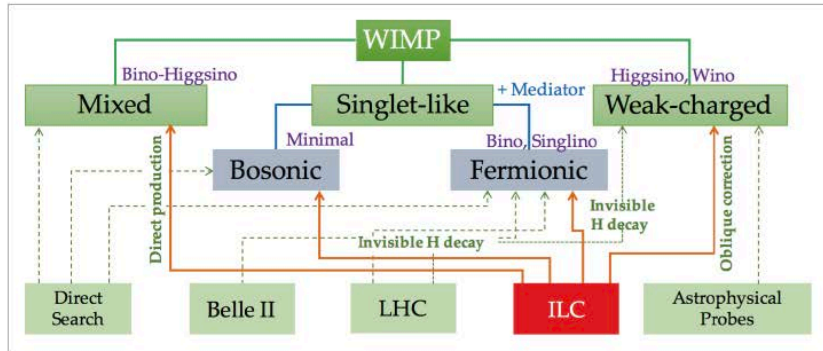 WIMP
Bino-Higgsino
Higgsino, Wino
Mixed
Singlet-like
+ Mediator
Weak-charged
Minimal
Bino, Singlino
Bosonic
Fermionic
Direct production
Invisible H decay
Invisible
H decay
Oblique correction
Direct
Search
Belle II
LHC
ILC
Astrophysical
Probes